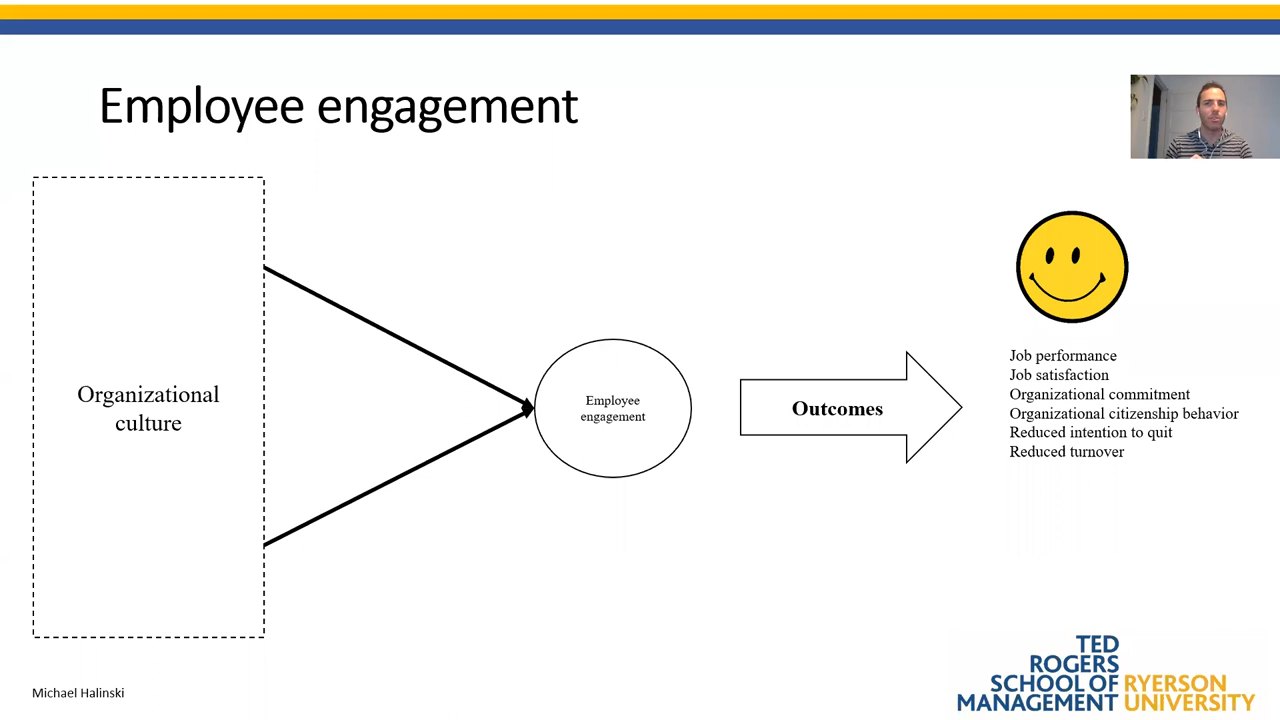 Employee engagement
Organizational
culture
Employee
engagement
Outcomes
Job performance
Job satisfaction
Organizational commitment
Organizational citizenship behavior
Reduced intention to quit
Reduced turnover
Michael Halinski
TED
ROGERS
SCHOOL OF RYERSON
MANAGEMENT UNIVERSITY